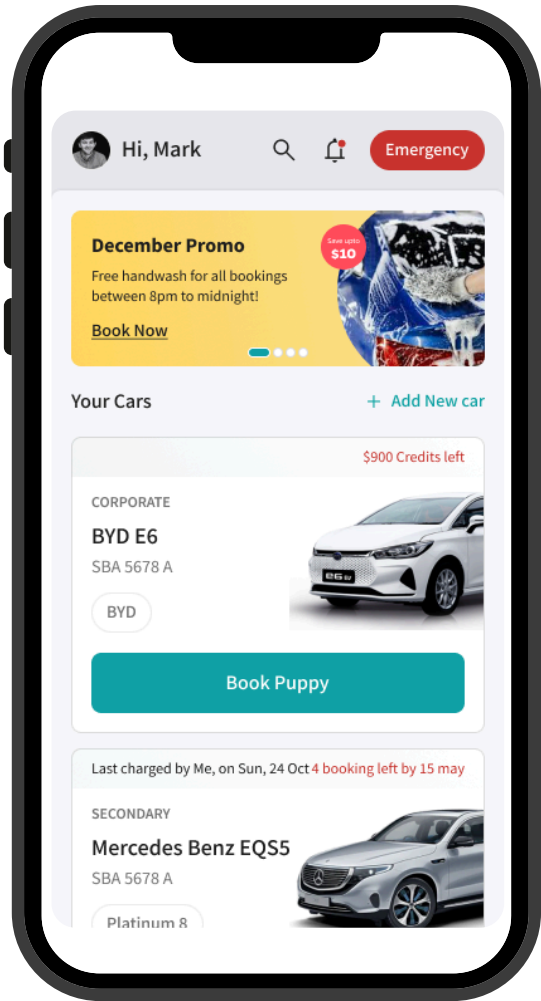 Hi, Mark
Emergency
December Promo
Free handwash for all bookings
between 8pm to midnight!
Book Now
Save upto
$10
Your Cars
+ Add New car
$900 Credits left
CORPORATE
BYD E6
SBA 5678 A
BYD
e6 EV
Book Puppy
Last charged by Me, on Sun, 24 Oct 4 booking left by 15 may
SECONDARY
Mercedes Benz EQS5
SBA 5678 A
Platinum 8